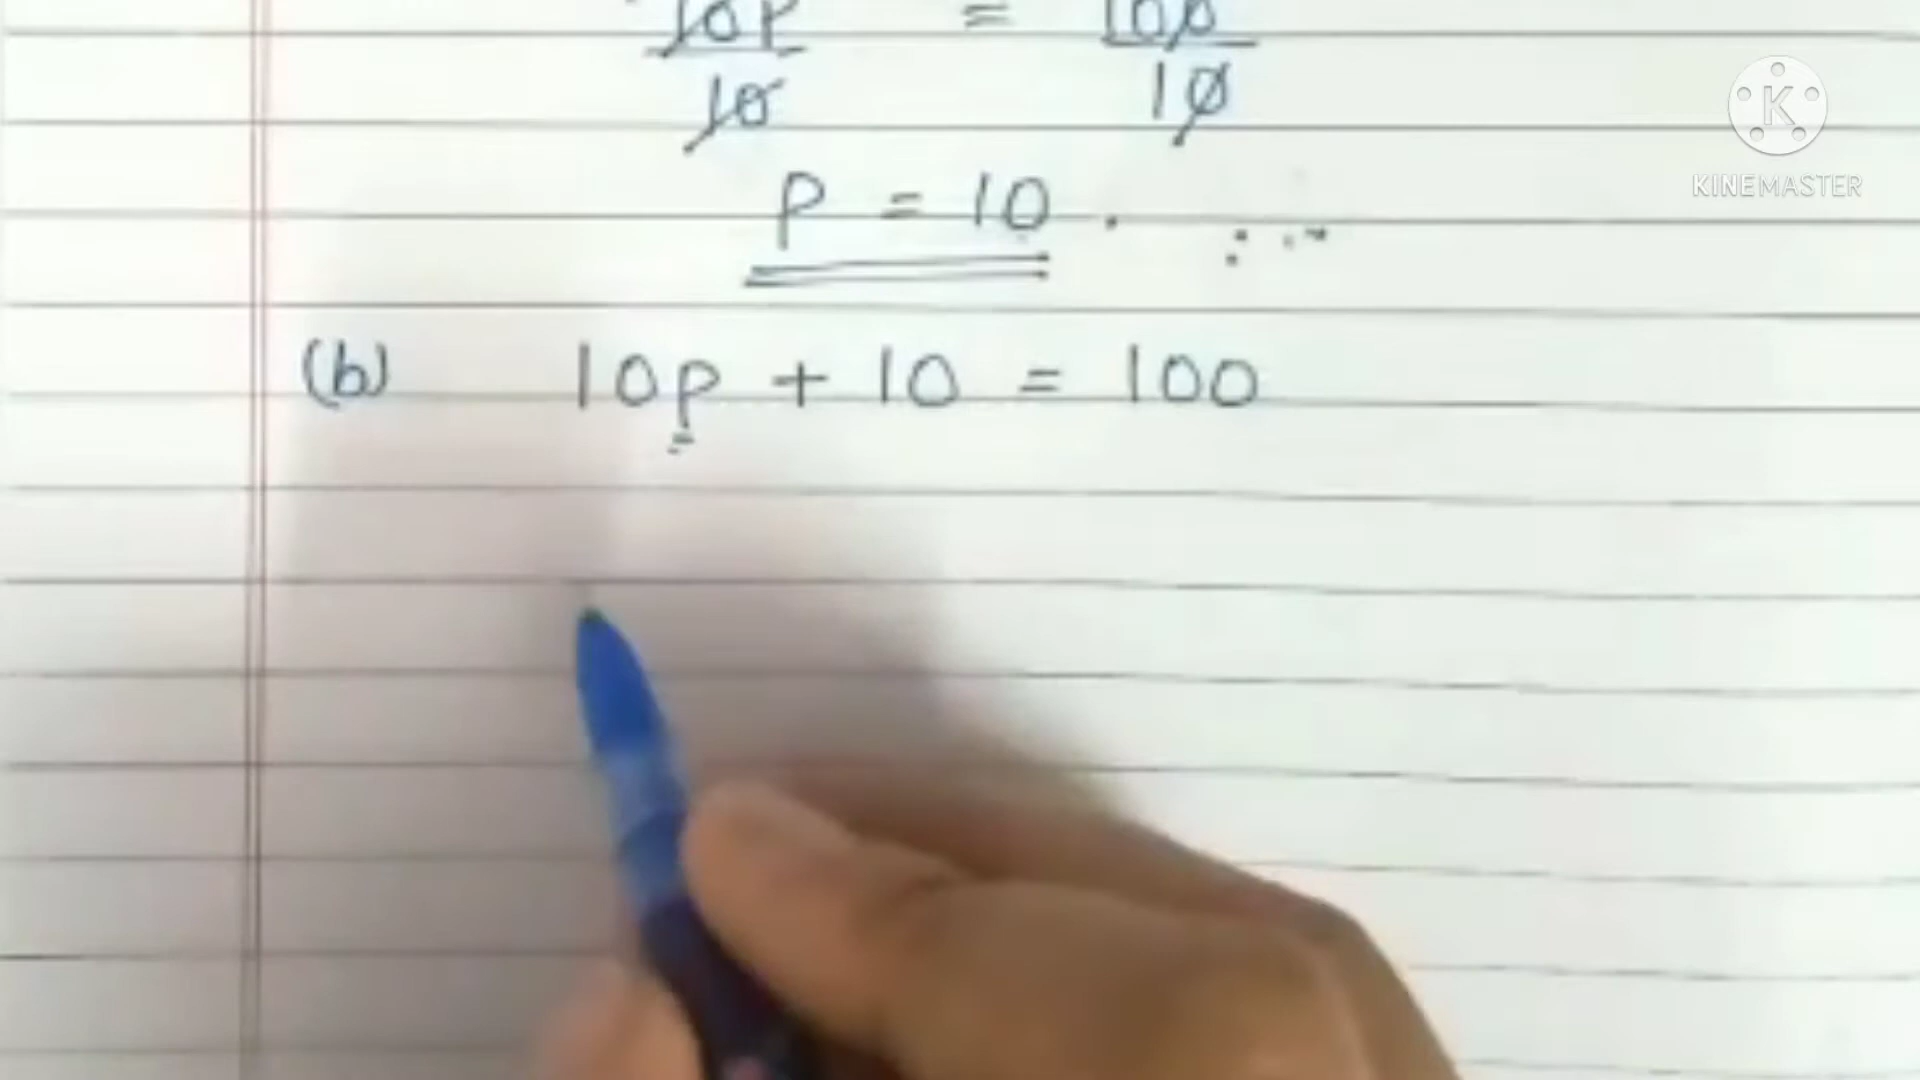 10p = 100
10 10
P = 10 .
(b) 10p + 10 = 100
K
KINEMASTER